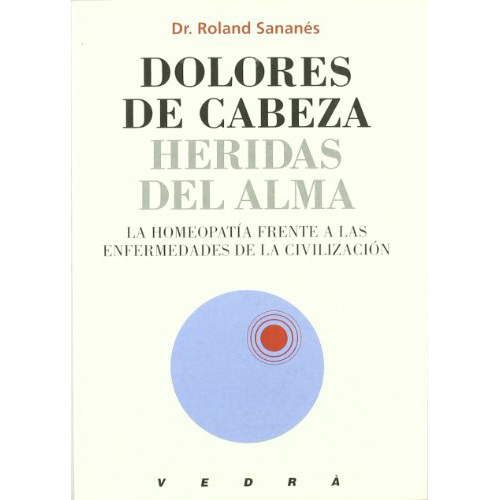 Dr. Roland Sananés
DOLORES
DE CABEZA
HERIDAS
DEL ALMA
LA HOMEOPATÍA FRENTE A LAS
ENFERMEDADES DE LA CIVILIZACIÓN
VEDRÀ